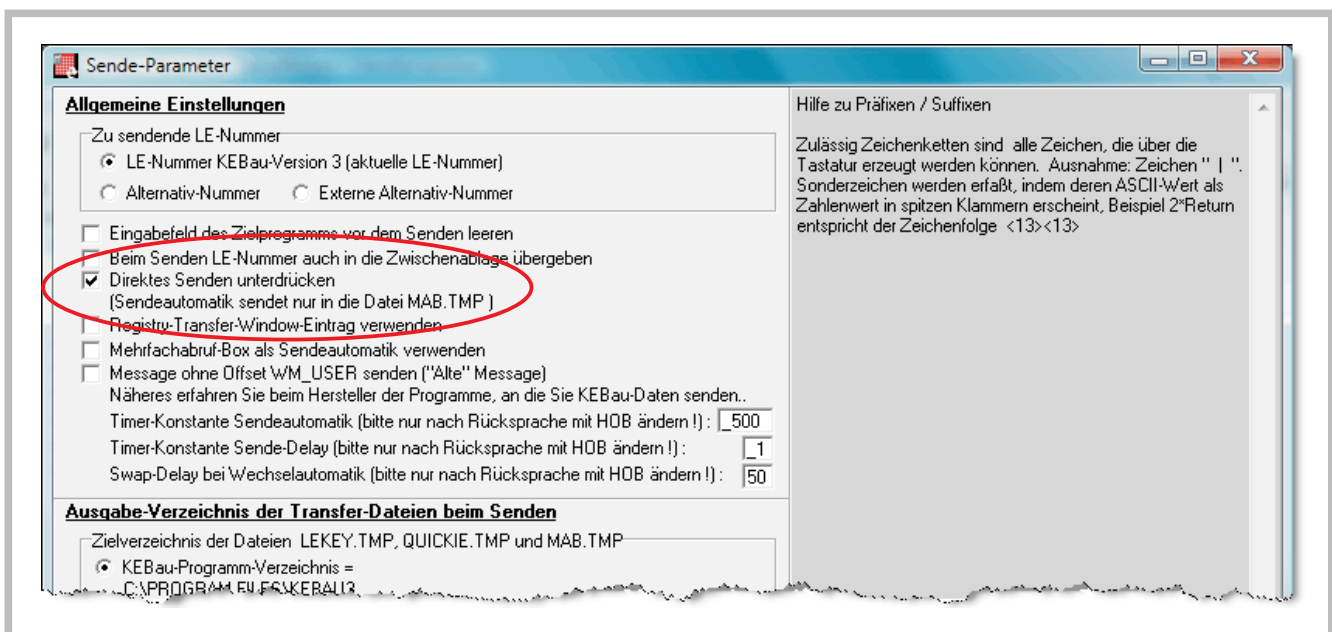 Sende-Parameter
Allgemeine Einstellungen
Zu sendende LE-Nummer
LE-Nummer KEBau-Version 3 (aktuelle LE-Nummer)
Alternativ-Nummer Externe Alternativ-Nummer
Eingabefeld des Zielprogramms vor dem Senden leeren
Beim Senden LE-Nummer auch in die Zwischenablage übergeben
Direktes Senden unterdrücken
(Sendeautomatik sendet nur in die Datei MAB.TMP )
Registry-Transfer-Window-Eintrag verwenden
Mehrfachabruf-Box als Sendeautomatik verwenden
Message ohne Offset WM_USER senden ("Alte" Message)
Näheres erfahren Sie beim Hersteller der Programme, an die Sie KEBau-Daten senden..
Timer-Konstante Sendeautomatik (bitte nur nach Rücksprache mit HOB ändern !) : _500
Timer-Konstante Sende-Delay (bitte nur nach Rücksprache mit HOB ändern !) : _1
Swap-Delay bei Wechselautomatik (bitte nur nach Rücksprache mit HOB ändern !) : 50
Ausgabe-Verzeichnis der Transfer-Dateien beim Senden
Zielverzeichnis der Dateien LEKEY.TMP, QUICKIE.TMP und MAB.TMP
KEBau-Programm-Verzeichnis =
C:\PROGRAM FILES\KEBAU3
Hilfe zu Präfixen / Suffixen
Zulässig Zeichenketten sind alle Zeichen, die über die
Tastatur erzeugt werden können. Ausnahme: Zeichen " | ".
Sonderzeichen werden erfaßt, indem deren ASCII-Wert als
Zahlenwert in spitzen Klammern erscheint, Beispiel 2*Return
entspricht der Zeichenfolge <13><13>